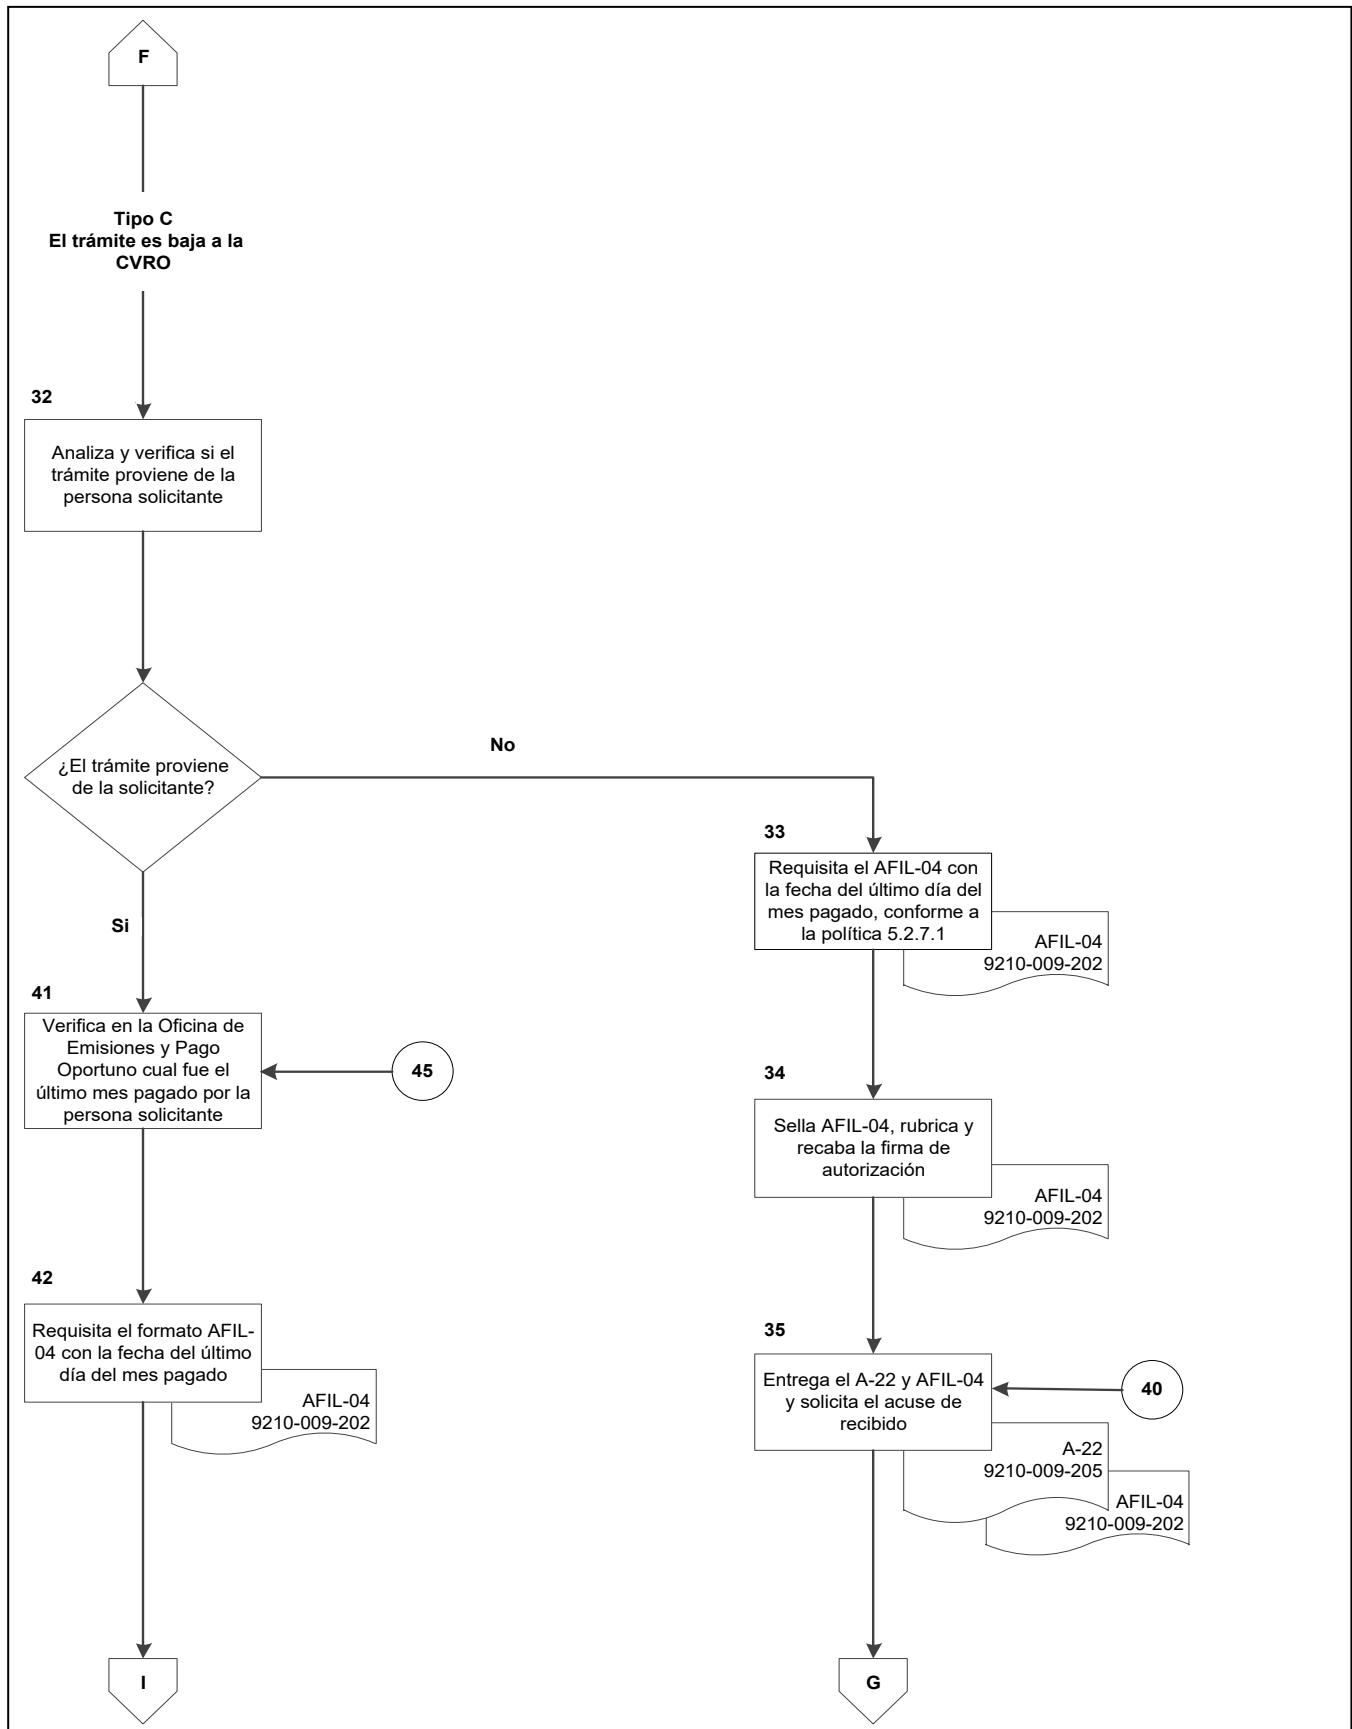 F
Tipo C
El trámite es baja a la
CVRO
32
Analiza y verifica si el
trámite proviene de la
persona solicitante
¿El trámite proviene
de la solicitante?
No
Si
33
Requisita el AFIL-04 con
la fecha del último día del
mes pagado, conforme a
la política 5.2.7.1
AFIL-04
9210-009-202
41
Verifica en la Oficina de
Emisiones y Pago
Oportuno cual fue el
último mes pagado por la
persona solicitante
45
34
Sella AFIL-04, rubrica y
recaba la firma de
autorización
AFIL-04
9210-009-202
42
Requisita el formato AFIL-
04 con la fecha del último
día del mes pagado
AFIL-04
9210-009-202
35
Entrega el A-22 y AFIL-04
y solicita el acuse de
recibido
40
A-22
9210-009-205
AFIL-04
9210-009-202
I
G